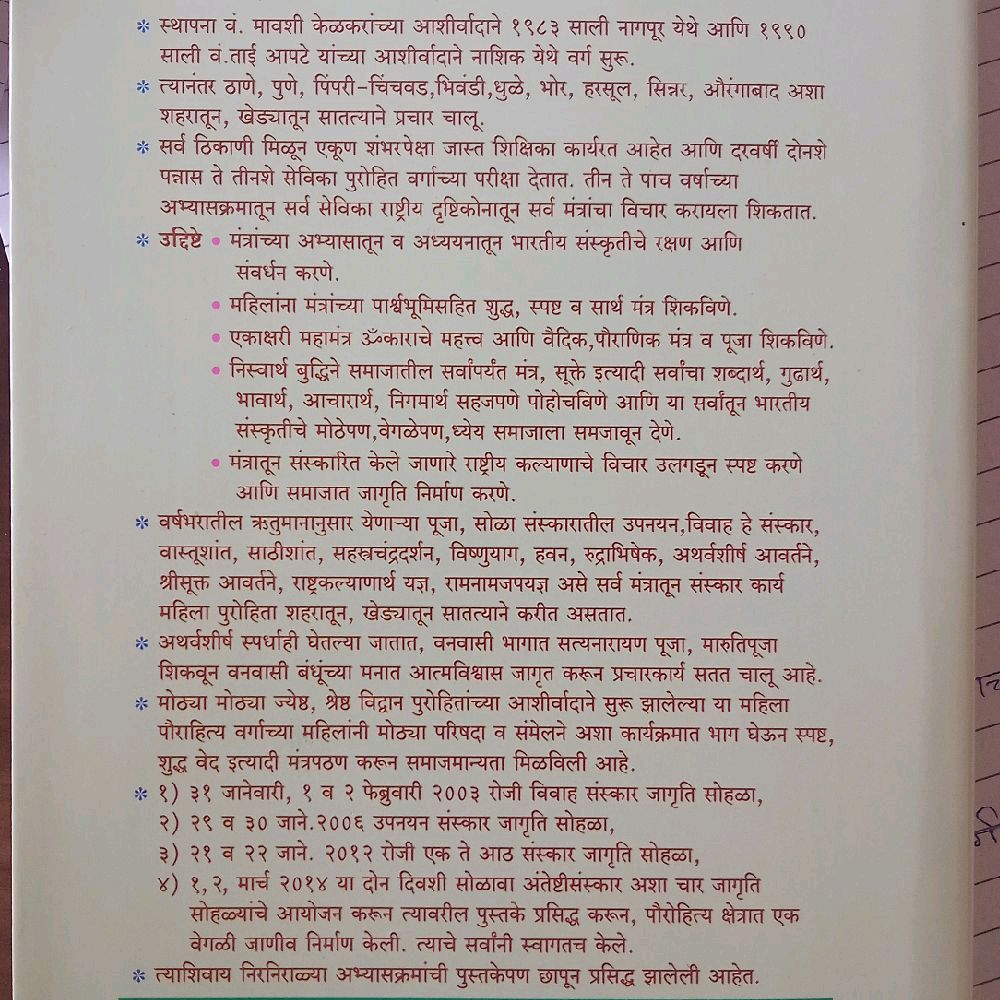 * स्थापना वं. मावशी केळकरांच्या आशीर्वादाने १९८३ साली नागपूर येथे आणि १९९०
साली वं.ताई आपटे यांच्या आशीर्वादाने नाशिक येथे वर्ग सुरू.
* त्यानंतर ठाणे, पुणे, पिंपरी-चिंचवड,भिवंडी,धुळे, भोर, हरसूल, सिन्नर, औरंगाबाद अशा
शहरातून, खेड्यातून सातत्याने प्रचार चालू.
* सर्व ठिकाणी मिळून एकूण शंभरपेक्षा जास्त शिक्षिका कार्यरत आहेत आणि दरवर्षी दोनशे
पन्नास ते तीनशे सेविका पुरोहित वर्गाच्या परीक्षा देतात. तीन ते पाच वर्षाच्या
अभ्यासक्रमातून सर्व सेविका राष्ट्रीय दृष्टिकोनातून सर्व मंत्रांचा विचार करायला शिकतात.
* उद्दिष्टे • मंत्रांच्या अभ्यासातून व अध्ययनातून भारतीय संस्कृतीचे रक्षण आणि
संवर्धन करणे.
• महिलांना मंत्रांच्या पार्श्वभूमिसहित शुद्ध, स्पष्ट व सार्थ मंत्र शिकविणे.
• एकाक्षरी महामंत्र ॐकाराचे महत्त्व आणि वैदिक,पौराणिक मंत्र व पूजा शिकविणे.
• निस्वार्थ बुद्धिने समाजातील सर्वांपर्यंत मंत्र, सूक्ते इत्यादी सर्वांचा शब्दार्थ, गुढार्थ,
भावार्थ, आचारार्थ, निगमार्थ सहजपणे पोहोचविणे आणि या सर्वांतून भारतीय
संस्कृतीचे मोठेपण,वेगळेपण,ध्येय समाजाला समजावून देणे.
• मंत्रातून संस्कारित केले जाणारे राष्ट्रीय कल्याणाचे विचार उलगडून स्पष्ट करणे
आणि समाजात जागृति निर्माण करणे.
* वर्षभरातील ऋतुमानानुसार येणाऱ्या पूजा, सोळा संस्कारातील उपनयन,विवाह हे संस्कार,
वास्तूशांत, साठीशांत, सहस्त्रचंद्रदर्शन, विष्णुयाग, हवन, रुद्राभिषेक, अथर्वशीर्ष आवर्तने,
श्रीसूक्त आवर्तने, राष्ट्रकल्याणार्थ यज्ञ, रामनामजपयज्ञ असे सर्व मंत्रातून संस्कार कार्य
महिला पुरोहिता शहरातून, खेड्यातून सातत्याने करीत असतात.
* अथर्वशीर्ष स्पर्धाही घेतल्या जातात, वनवासी भागात सत्यनारायण पूजा, मारुतिपूजा
शिकवून वनवासी बंधूंच्या मनात आत्मविश्वास जागृत करून प्रचारकार्य सतत चालू आहे.
* मोठ्या मोठ्या ज्येष्ठ, श्रेष्ठ विद्वान पुरोहितांच्या आशीर्वादाने सुरू झालेल्या या महिला
पौराहित्य वर्गाच्या महिलांनी मोठ्या परिषदा व संमेलने अशा कार्यक्रमात भाग घेऊन स्पष्ट,
शुद्ध वेद इत्यादी मंत्रपठण करून समाजमान्यता मिळविली आहे.
* १) ३१ जानेवारी, १ व २ फेब्रुवारी २००३ रोजी विवाह संस्कार जागृति सोहळा,
२) २९ व ३० जाने.२००६ उपनयन संस्कार जागृति सोहळा,
३) २१ व २२ जाने. २०१२ रोजी एक ते आठ संस्कार जागृति सोहळा,
४) १,२, मार्च २०१४ या दोन दिवशी सोळावा अंतेष्टीसंस्कार अशा चार जागृति
सोहळ्यांचे आयोजन करून त्यावरील पुस्तके प्रसिद्ध करून, पौरोहित्य क्षेत्रात एक
वेगळी जाणीव निर्माण केली. त्याचे सर्वांनी स्वागतच केले.
* त्याशिवाय निरनिराळ्या अभ्यासक्रमांची पुस्तकेपण छापून प्रसिद्ध झालेली आहेत.